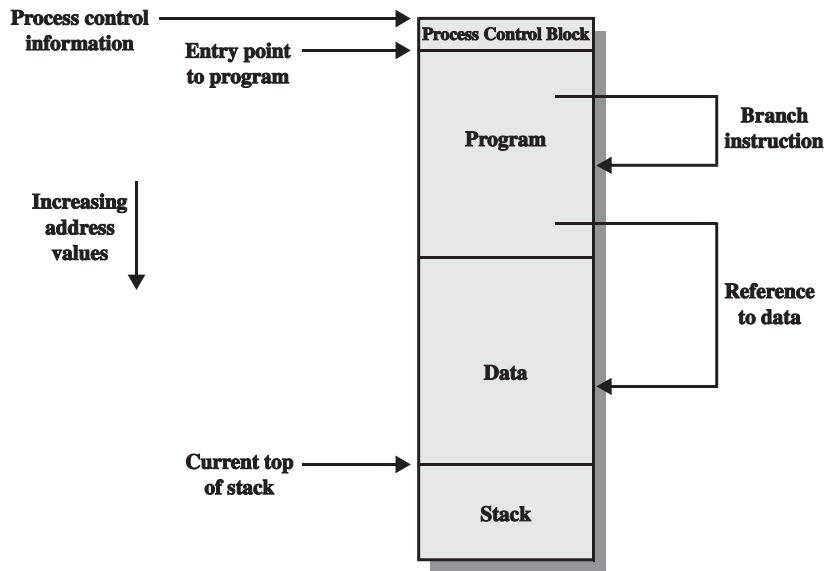 Process control
information
Process Control Block
Entry point
to program
Program
Branch
instruction
Increasing
address
values
Reference
to data
Data
Current top
of stack
Stack